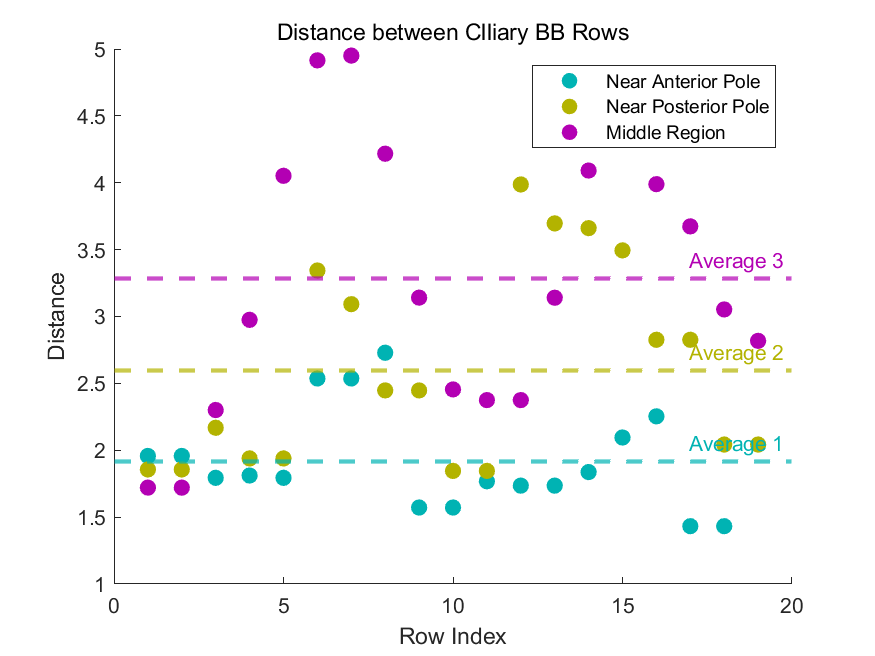 Distance between CIliary BB Rows
5
4.5
4
3.5
3
2.5
2
1.5
1
Distance
Near Anterior Pole
Near Posterior Pole
Middle Region
Average 3
Average 2
Average 1
0
5
10
15
20
Row Index